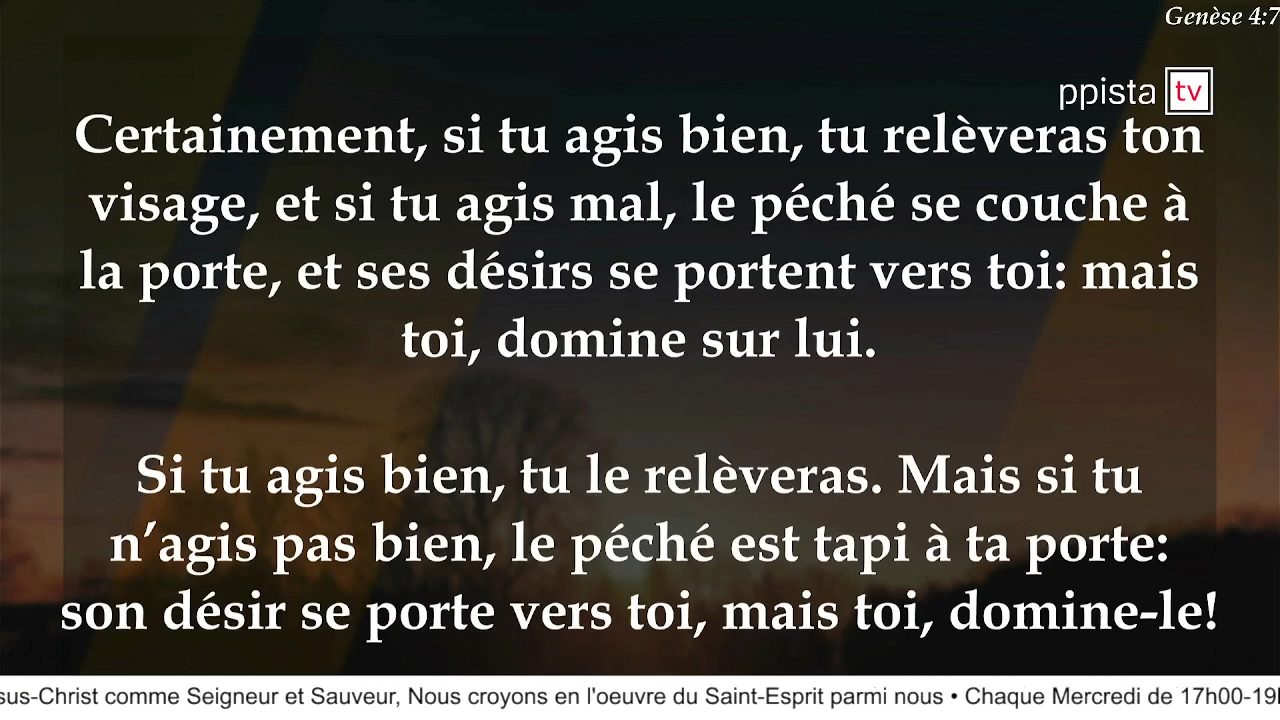 Genèse 4:7
ppista tv
Certainement, si tu agis bien, tu relèveras ton
visage, et si tu agis mal, le péché se couche à
la porte, et ses désirs se portent vers toi: mais
toi, domine sur lui.
Si tu agis bien, tu le relèveras. Mais si tu
n’agis pas bien, le péché est tapi à ta porte:
son désir se porte vers toi, mais toi, domine-le!
sus-Christ comme Seigneur et Sauveur, Nous croyons en l'oeuvre du Saint-Esprit parmi nous • Chaque Mercredi de 17h00-19